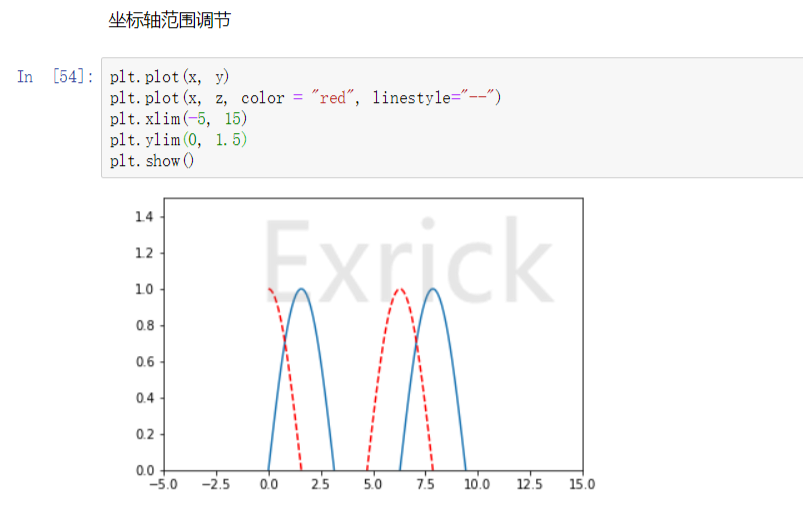 坐标轴范围调节
In [54]: plt.plot(x, y)
plt.plot(x, z, color = "red", linestyle="--")
plt.xlim(-5, 15)
plt.ylim(0, 1.5)
plt.show()
Exrick
1.4
1.2
1.0
0.8
0.6
0.4
0.2
0.0
−5.0 −2.5 0.0 2.5 5.0 7.5 10.0 12.5 15.0